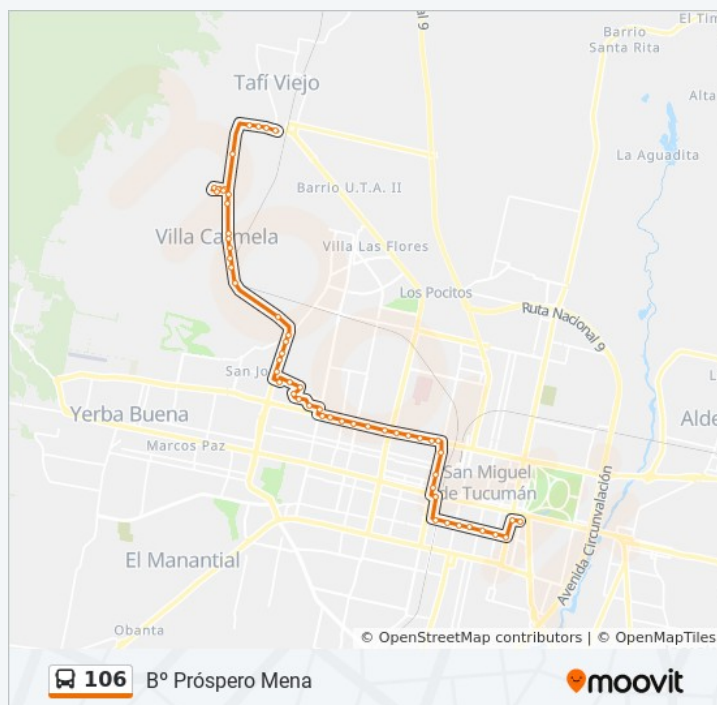 El Tim
Barrio
Santa Rita
al 9
Tafí Viejo
Alta
La Aguadita
Barrio U.T.A. II
Villa Carmela
Villa Las Flores
Los Pocitos
Ruta Nacional 9
San Jo
Yerba Buena
Alde
Marcos Paz
San Miguel
de Tucumán
Avenida Circunvalación
El Manantial
Obanta
© OpenStreetMap contributors | © OpenMapTiles
106 Bº Próspero Mena
moovit